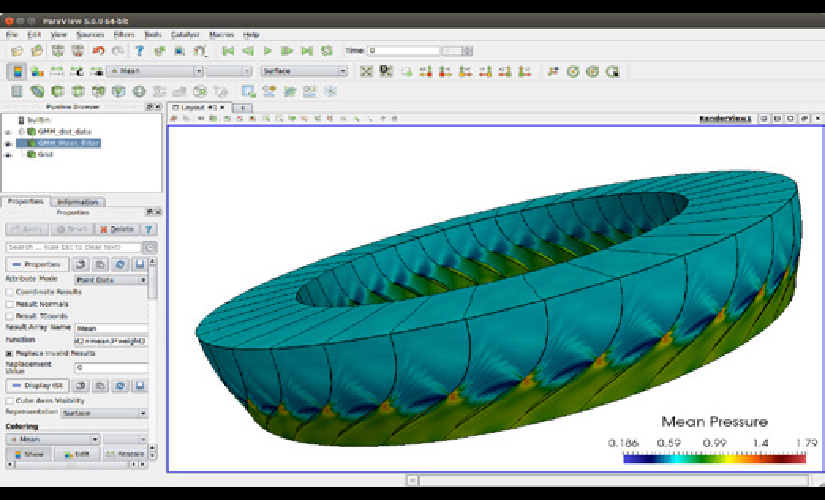 ParaView 5.0.0 64-bit
File Edit View Sources Filters Tools Catalyst Macros Help
Time: 0
Mean
Surface
Pipeline Browser
Layout #1
builtin:
RenderView1
GMM_dist_data
GMM_Mean_Filter
Grid
Properties Information
Properties
Apply Reset Delete ?
Search ... (use Esc to clear text)
Properties
Attribute Mode Point Data
Coordinate Results
Result Normals
Result TCoords
Result Array Name Mean
Function
Replace Invalid Results
Replacement Value 0
Display
Cube Axes Visibility
Representation Surface
Coloring
Mean
Show Edit Rescale
Mean Pressure
0.186 0.59 0.99 1.4 1.79